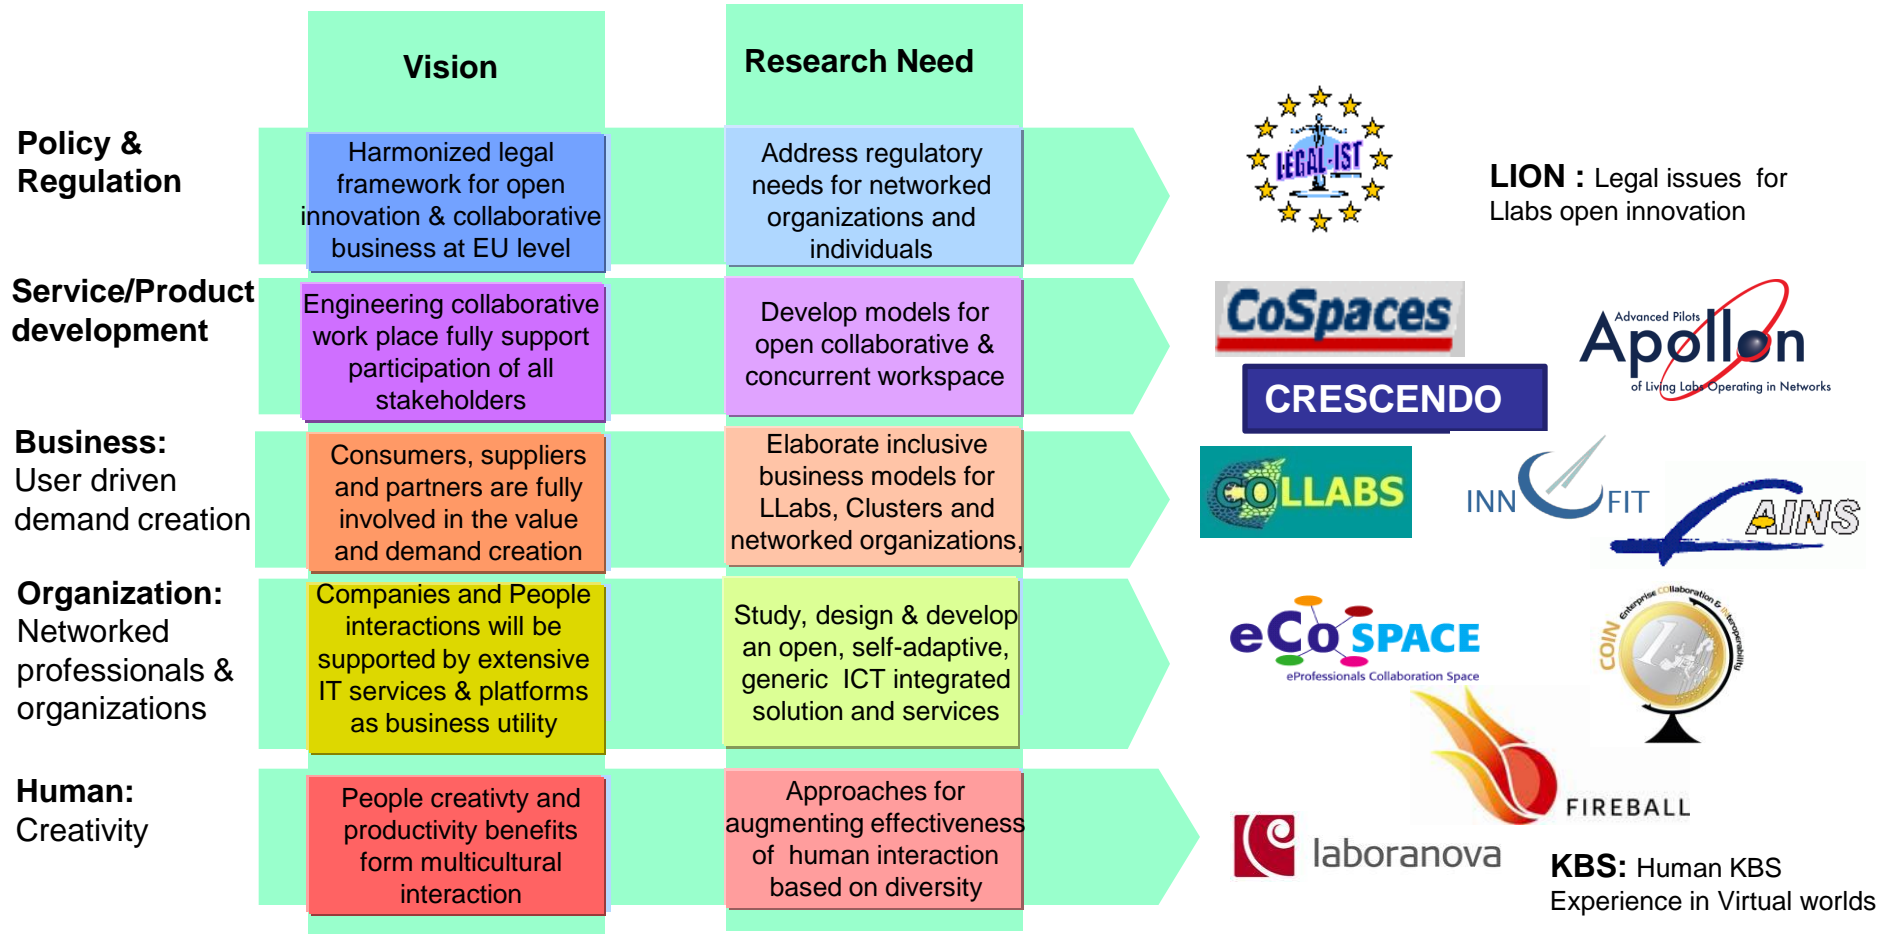 Vision
Research Need
Policy &
Regulation
Harmonized legal
framework for open
innovation & collaborative
business at EU level
Address regulatory
needs for networked
organizations and
individuals
LEGAL-IST
LION : Legal issues for
Llabs open innovation
Service/Product
development
Engineering collaborative
work place fully support
participation of all
stakeholders
Develop models for
open collaborative &
concurrent workspace
CoSpaces
CRESCENDO
Advanced Pilots
Apollon
of Living Labs Operating in Networks
Business:
User driven
demand creation
Consumers, suppliers
and partners are fully
involved in the value
and demand creation
Elaborate inclusive
business models for
LLabs, Clusters and
networked organizations,
COLLABS
INN FIT
AINS
Organization:
Networked
professionals &
organizations
Companies and People
interactions will be
supported by extensive
IT services & platforms
as business utility
Study, design & develop
an open, self-adaptive,
generic ICT integrated
solution and services
eCoSPACE
eProfessionals Collaboration Space
COIN Enterprise COllaboration & INteroperability
1
FIREBALL
Human:
Creativity
People creativty and
productivity benefits
form multicultural
interaction
Approaches for
augmenting effectiveness
of human interaction
based on diversity
laboranova
KBS: Human KBS
Experience in Virtual worlds